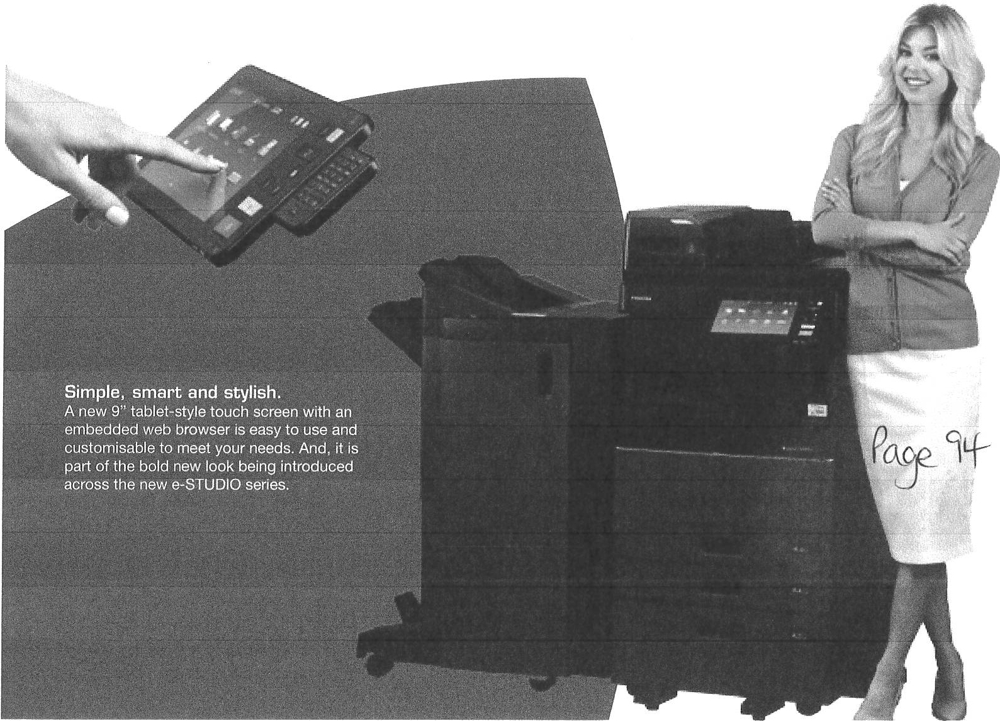 Simple, smart and stylish.
A new 9” tablet-style touch screen with an
embedded web browser is easy to use and
customisable to meet your needs. And, it is
part of the bold new look being introduced
across the new e-STUDIO series.
Page 94